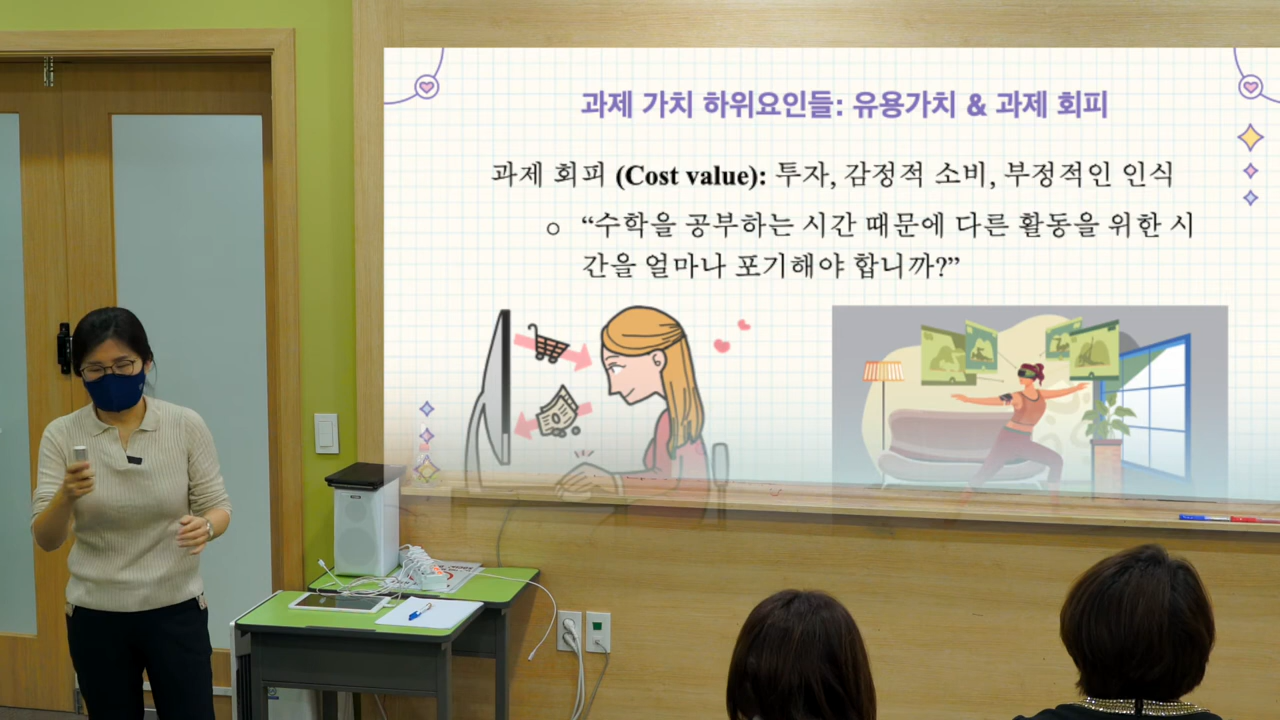 과제 가치 하위요인들: 유용가치 & 과제 회피
과제 회피 (Cost value): 투자, 감정적 소비, 부정적인 인식
○ “수학을 공부하는 시간 때문에 다른 활동을 위한 시
간을 얼마나 포기해야 합니까?”